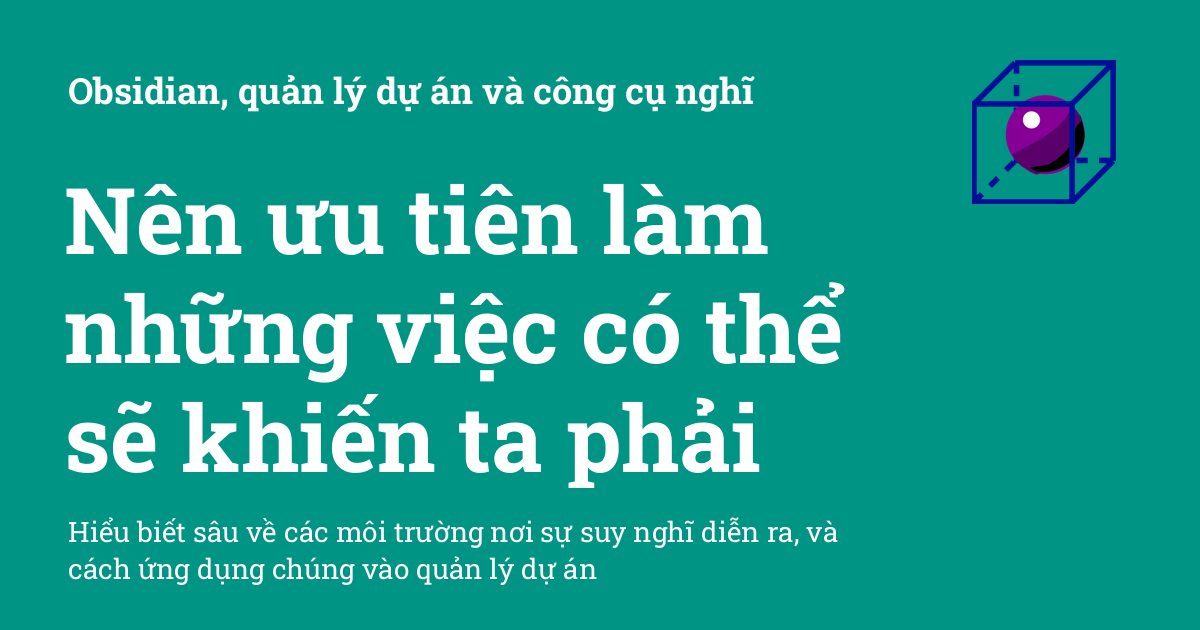 Obsidian, quản lý dự án và công cụ nghĩ
Nên ưu tiên làm
những việc có thể
sẽ khiến ta phải
Hiểu biết sâu về các môi trường nơi sự suy nghĩ diễn ra, và
cách ứng dụng chúng vào quản lý dự án